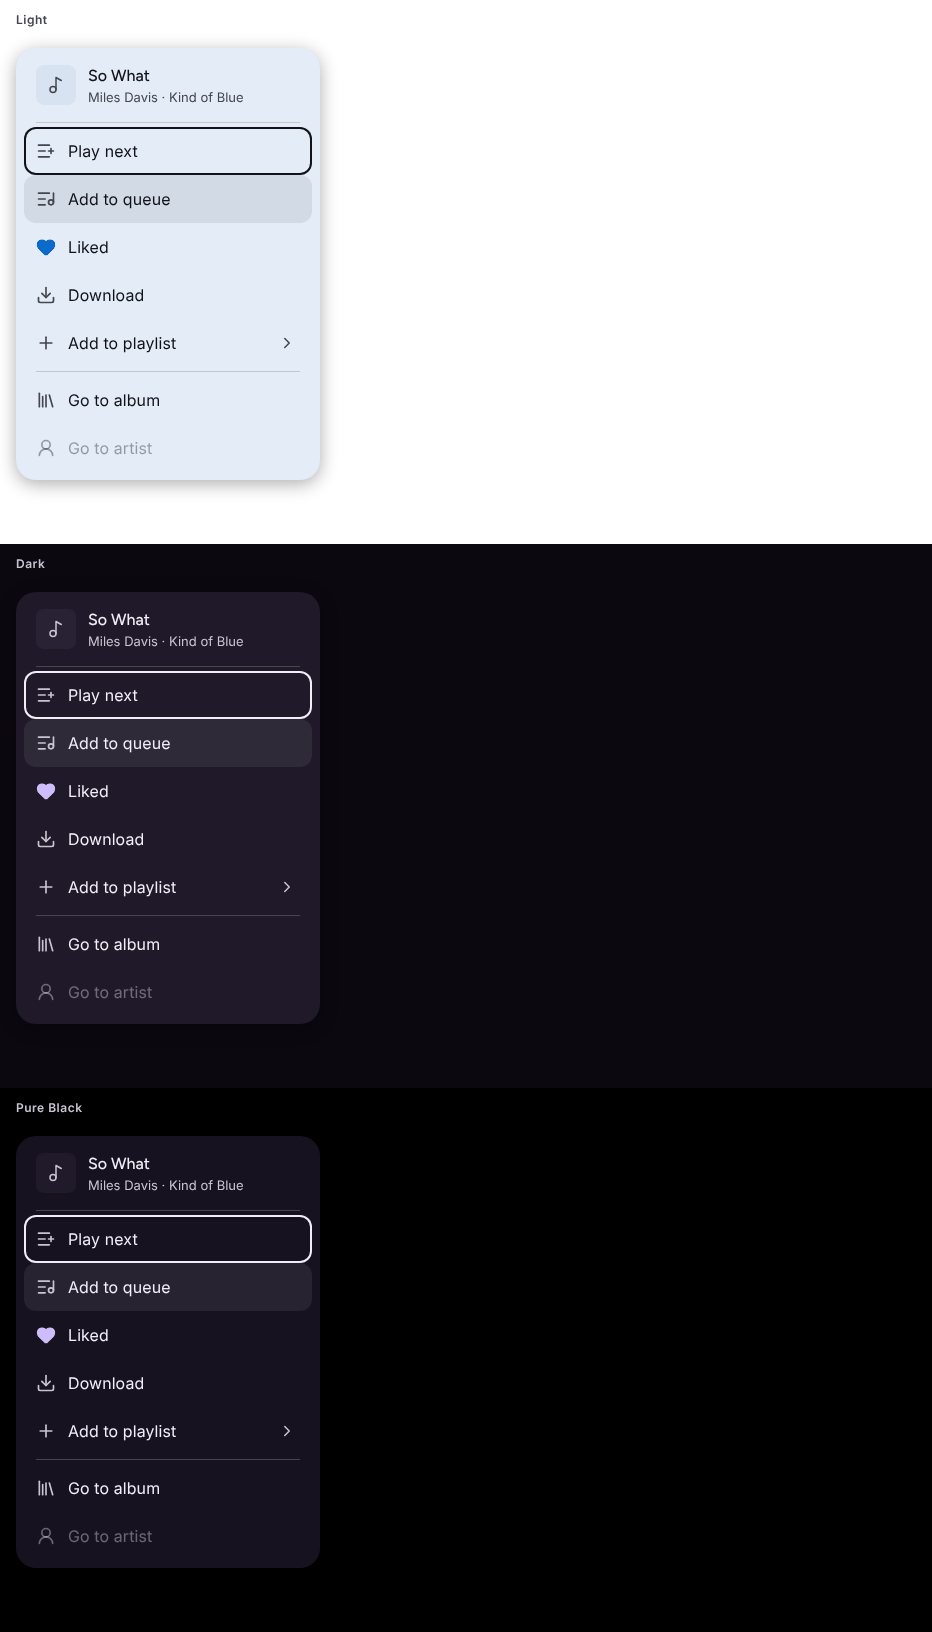 Light
So What
Miles Davis · Kind of Blue
Play next
Add to queue
Liked
Download
Add to playlist
Go to album
Go to artist
Dark
So What
Miles Davis · Kind of Blue
Play next
Add to queue
Liked
Download
Add to playlist
Go to album
Go to artist
Pure Black
So What
Miles Davis · Kind of Blue
Play next
Add to queue
Liked
Download
Add to playlist
Go to album
Go to artist